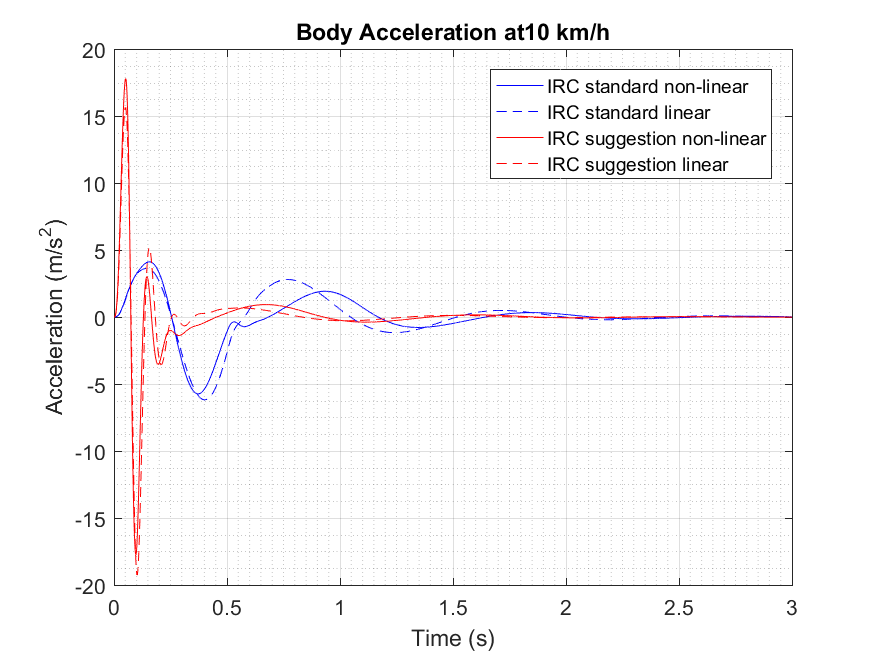 Body Acceleration at10 km/h
IRC standard non-linear
IRC standard linear
IRC suggestion non-linear
IRC suggestion linear
Acceleration (m/s²)
20
15
10
5
0
-5
-10
-15
-20
0 0.5 1 1.5 2 2.5 3
Time (s)